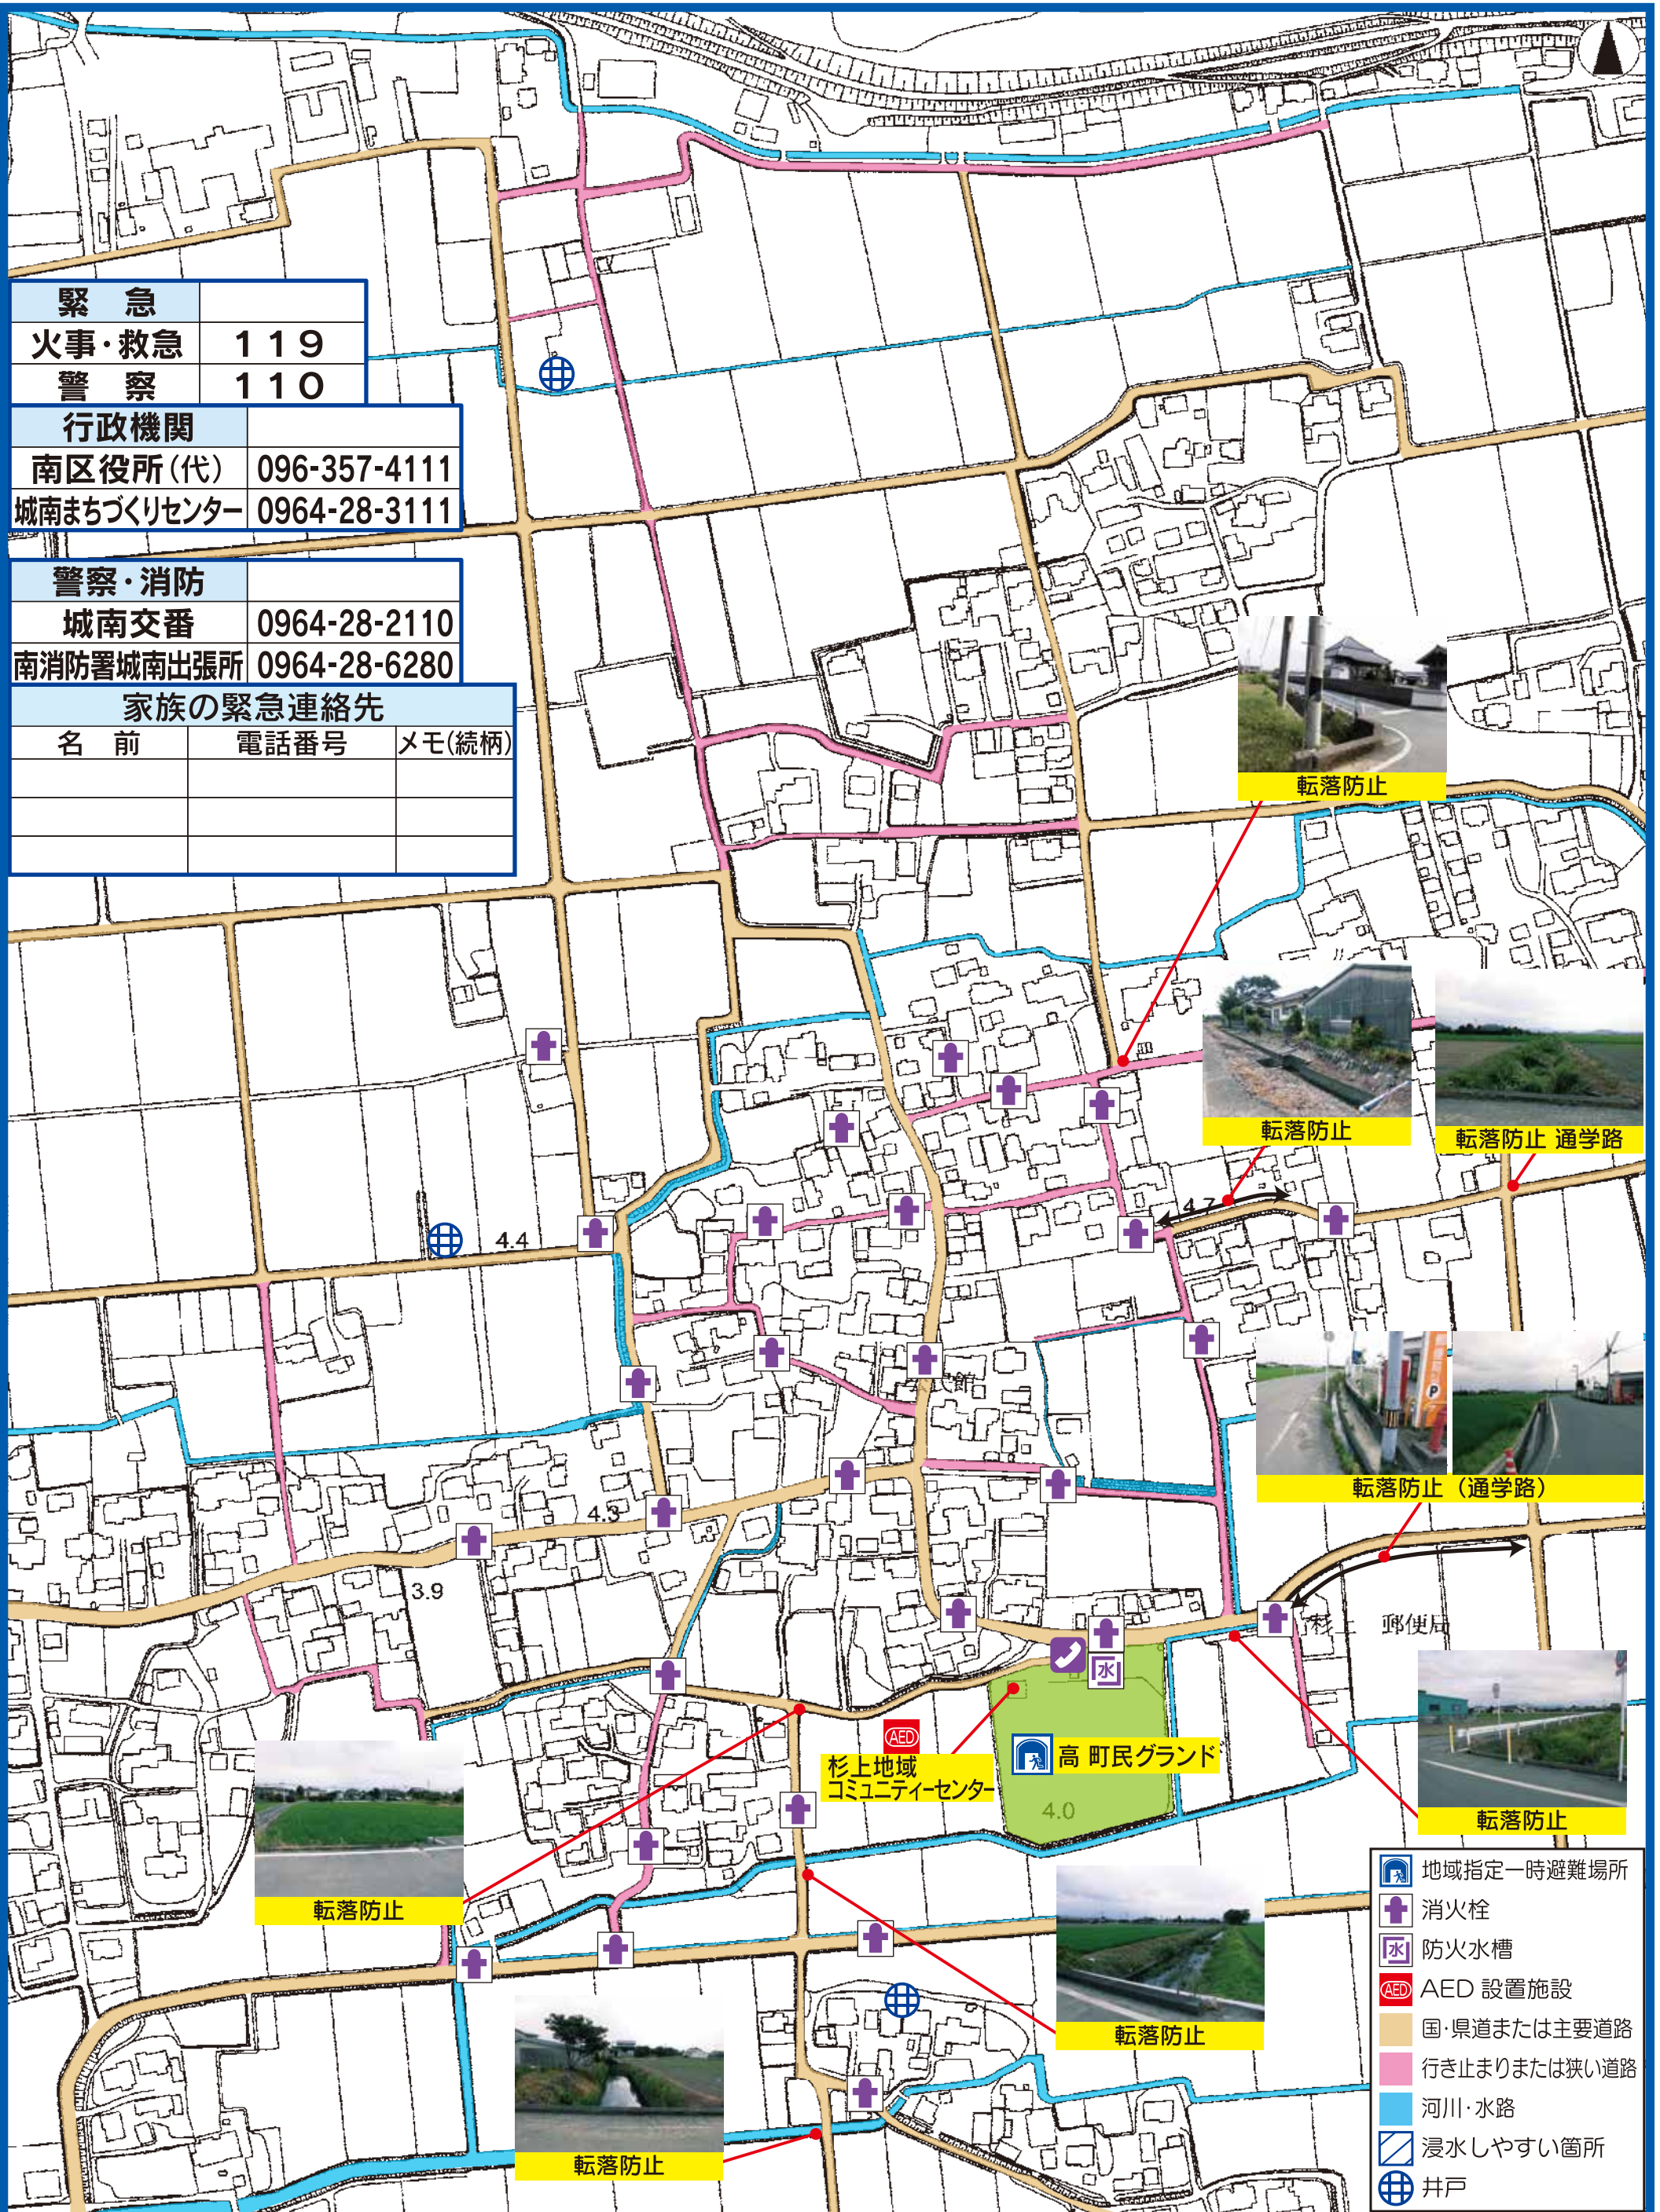 緊 急
火事・救急 119
警 察 110
行政機関
南区役所(代) 096-357-4111
城南まちづくりセンター 0964-28-3111
警察・消防
城南交番 0964-28-2110
南消防署城南出張所 0964-28-6280
家族の緊急連絡先
名 前 電話番号 メモ(続柄)
転落防止
転落防止
転落防止 通学路
4.7
4.4
転落防止(通学路)
4.3
3.9
杉上 郵便局
水
AED
杉上地域
コミュニティーセンター
高 町民グランド
4.0
転落防止
転落防止
転落防止
転落防止
地域指定一時避難場所
消火栓
水 防火水槽
AED AED 設置施設
国・県道または主要道路
行き止まりまたは狭い道路
河川・水路
浸水しやすい箇所
井戸